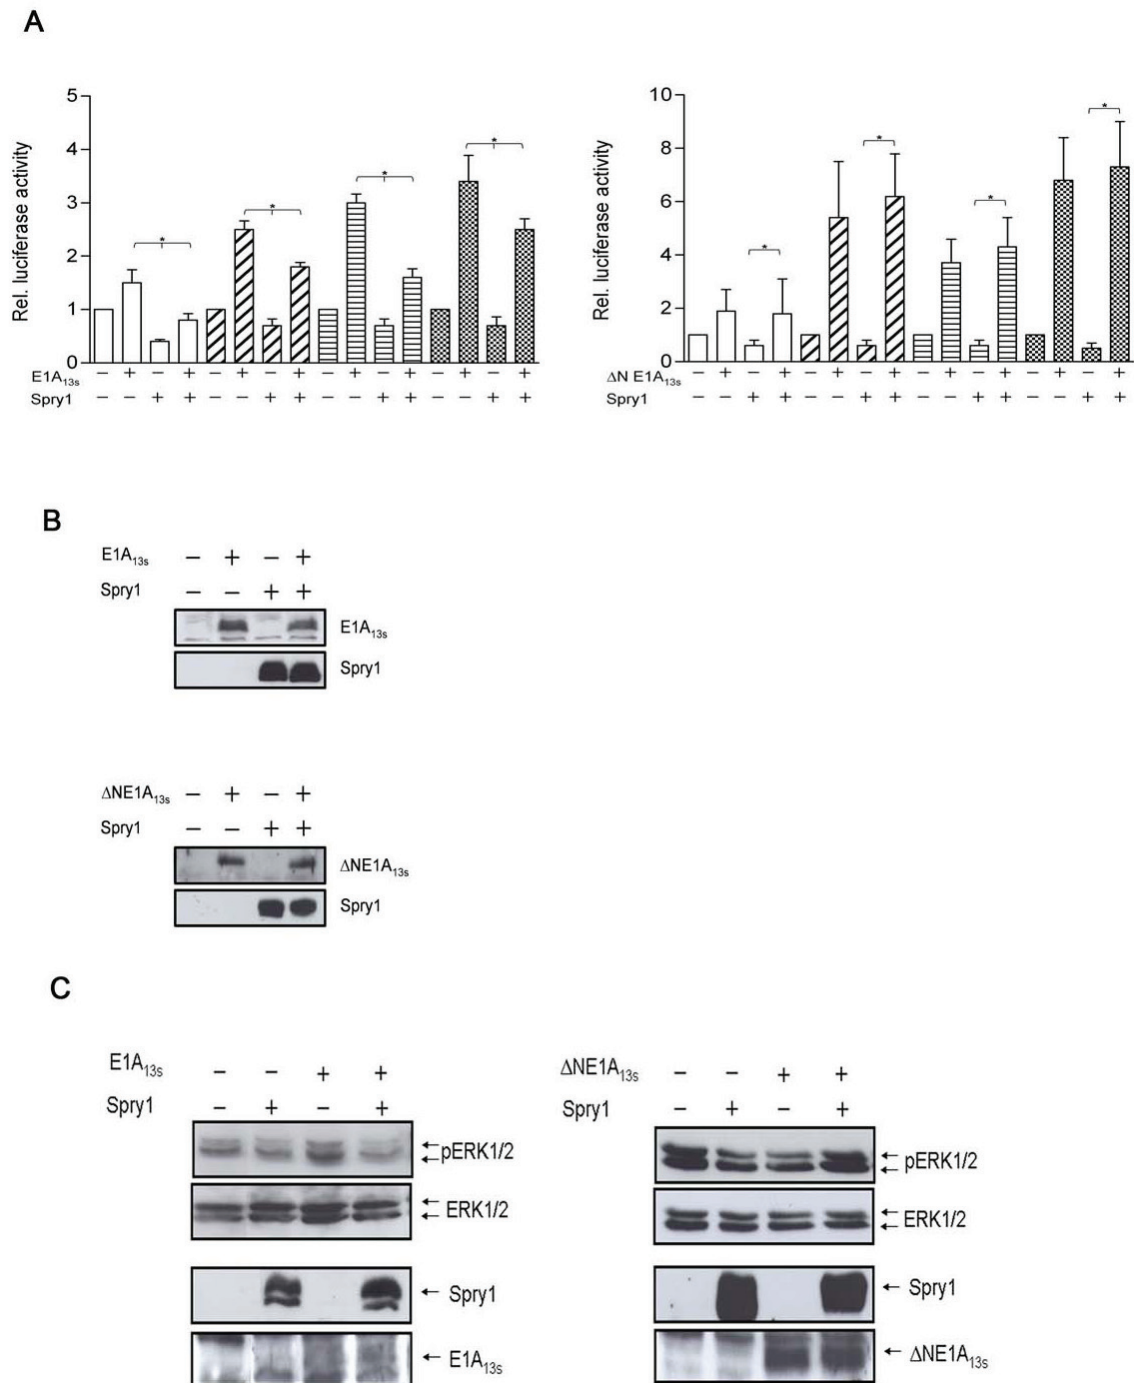 A
Rel. luciferase activity
5
4
3
2
1
0
* * * *
E1A13s − + − + − + − + − + − + − + − +
Spry1 − − + + − − + + − − + + − − + +
Rel. luciferase activity
10
8
6
4
2
0
* * * *
ΔN E1A13s − + − + − + − + − + − + − + − +
Spry1 − − + + − − + + − − + + − − + +
B
E1A13s − + − +
Spry1 − − + +
E1A13s
Spry1
ΔNE1A13s − + − +
Spry1 − − + +
ΔNE1A13s
Spry1
C
E1A13s − − + +
Spry1 − + − +
pERK1/2
ERK1/2
Spry1
E1A13s
ΔNE1A13s − − + +
Spry1 − + − +
pERK1/2
ERK1/2
Spry1
ΔNE1A13s